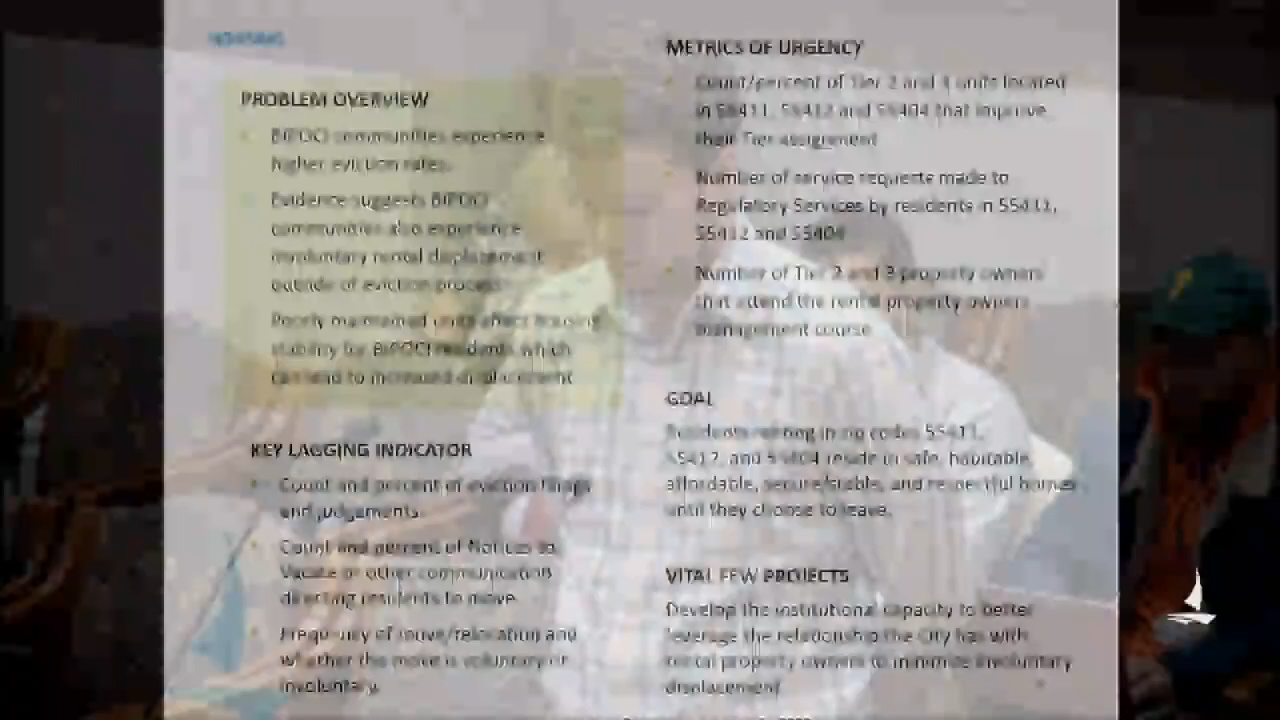 HOUSING
PROBLEM OVERVIEW
BIPOCI communities experience
higher eviction rates.
Evidence suggests BIPOCI
communities also experience
involuntary rental displacement
outside of eviction process
Poorly maintained units affect housing
stability for BIPOCI residents which
can lead to increased displacement
KEY LAGGING INDICATOR
Count and percent of eviction filings
and judgements.
Count and percent of Notices to
Vacate or other communication
directing residents to move
Frequency of move/relocation and
whether the move is voluntary or
involuntary.
METRICS OF URGENCY
Count/percent of Tier 2 and 3 units located
in 55411, 55412 and 55404 that improve
their Tier assignment
Number of service requests made to
Regulatory Services by residents in 55411,
55412 and 55404
Number of Tier 2 and 3 property owners
that attend the rental property owners
management course
GOAL
Residents renting in zip codes 55411,
55412, and 55404 reside in safe, habitable,
affordable, secure/stable, and respectful homes
until they choose to leave.
VITAL FEW PROJECTS
Develop the institutional capacity to better
leverage the relationship the City has with
rental property owners to minimize involuntary
displacement